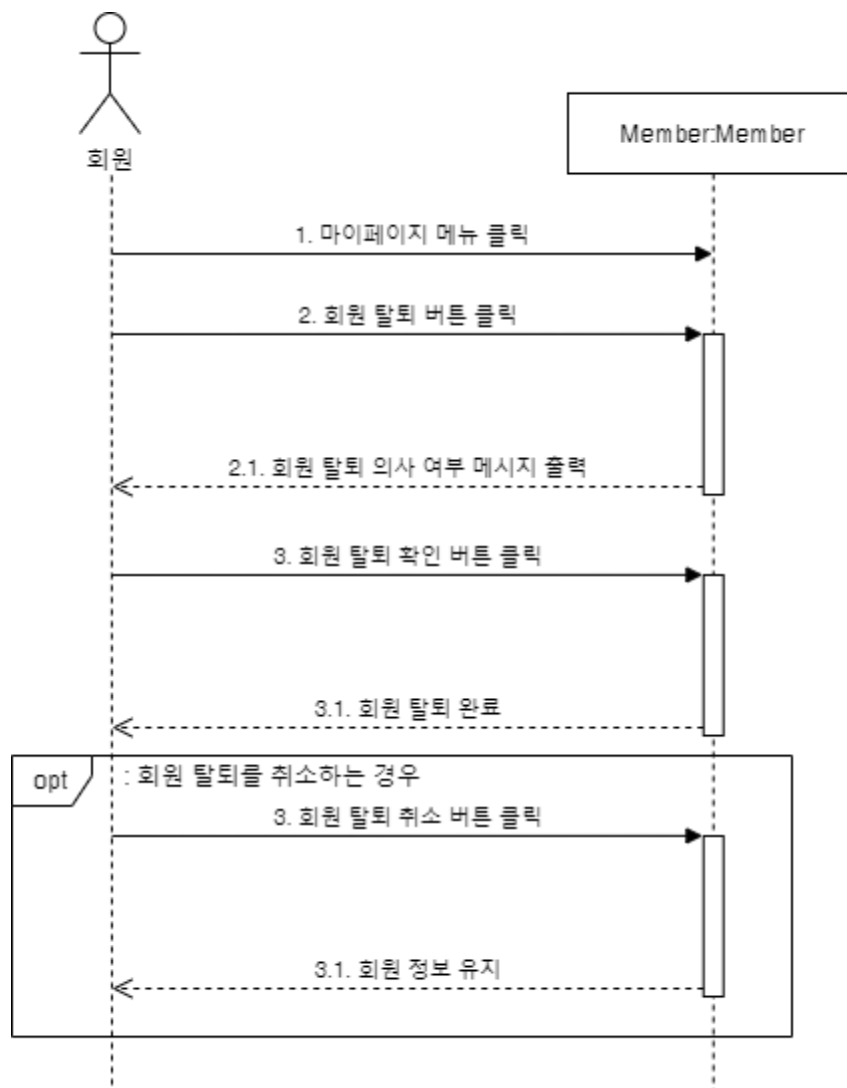 회원
Member:Member
1. 마이페이지 메뉴 클릭
2. 회원 탈퇴 버튼 클릭
2.1. 회원 탈퇴 의사 여부 메시지 출력
3. 회원 탈퇴 확인 버튼 클릭
3.1. 회원 탈퇴 완료
opt : 회원 탈퇴를 취소하는 경우
3. 회원 탈퇴 취소 버튼 클릭
3.1. 회원 정보 유지